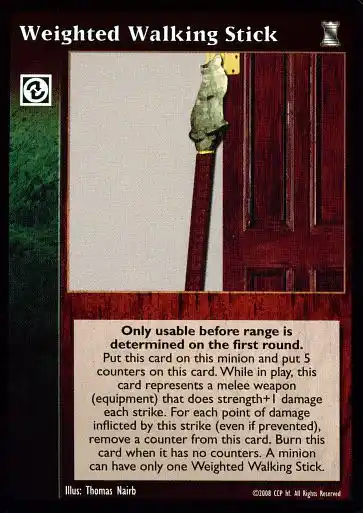 Weighted Walking Stick
Only usable before range is
determined on the first round.
Put this card on this minion and put 5
counters on this card. While in play, this
card represents a melee weapon
(equipment) that does strength+1 damage
each strike. For each point of damage
inflicted by this strike (even if prevented),
remove a counter from this card. Burn this
card when it has no counters. A minion
can have only one Weighted Walking Stick.
Illus: Thomas Nairb
©2008 CCP hf. All Rights Reserved